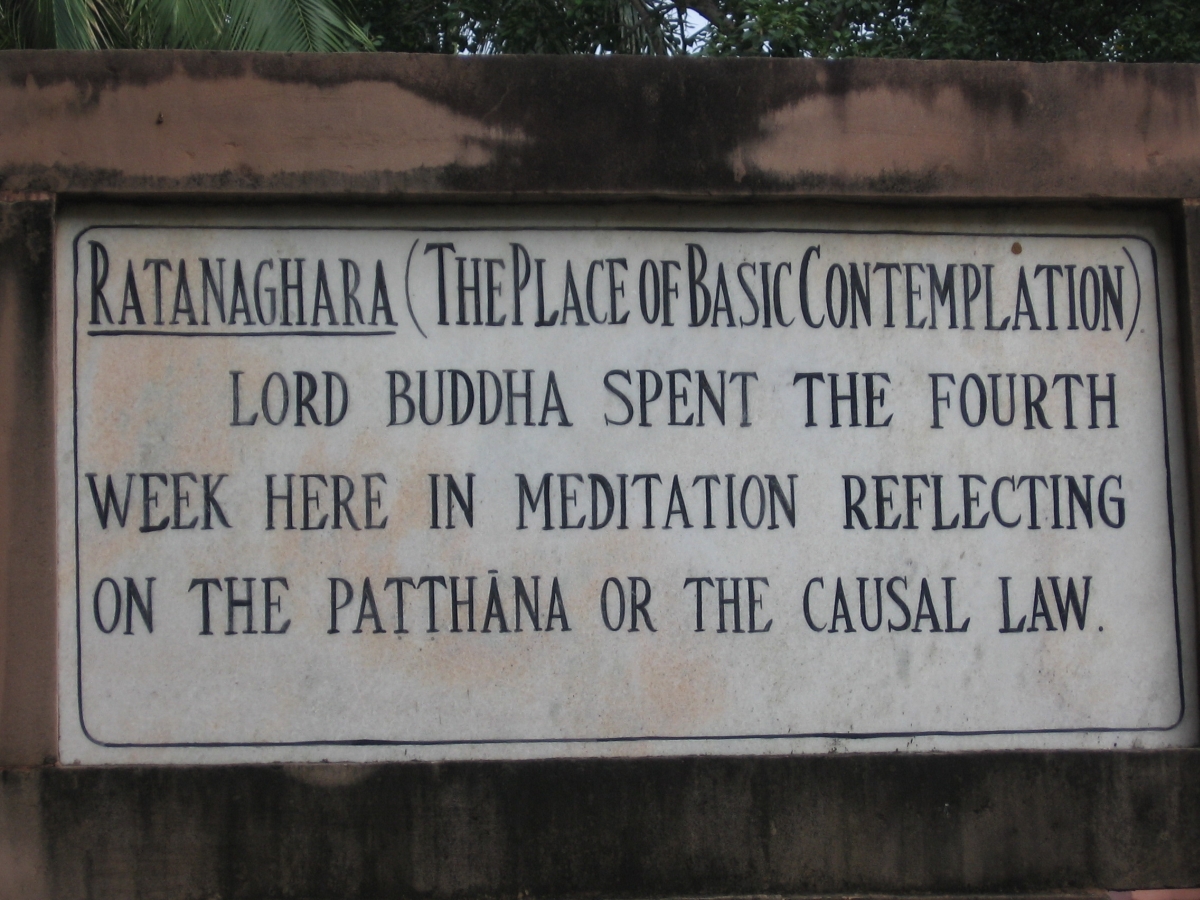 RATANAGHARA (THE PLACE OF BASIC CONTEMPLATION).
LORD BUDDHA SPENT THE FOURTH
WEEK HERE IN MEDITATION REFLECTING
ON THE PAṬṬHĀNA OR THE CAUSAL LAW.